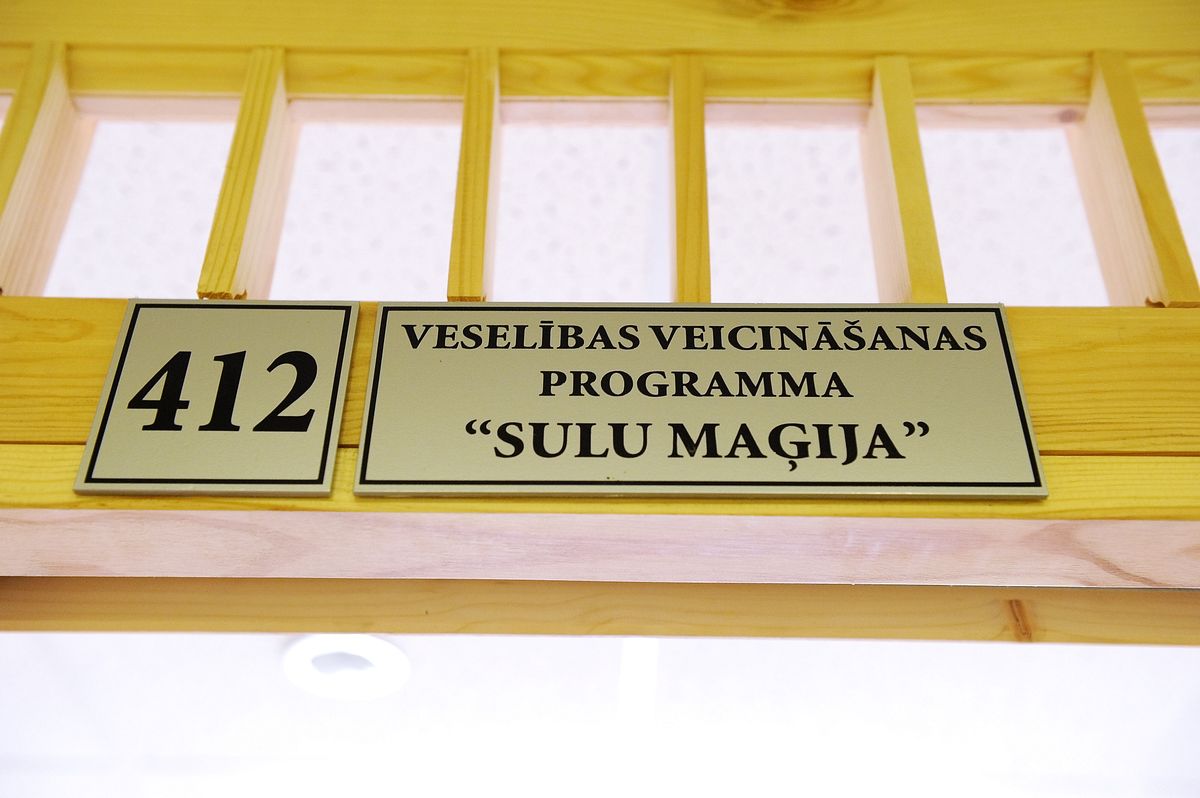 412
VESELĪBAS VEICINĀŠANAS
PROGRAMMA
“SULU MAĢIJA”